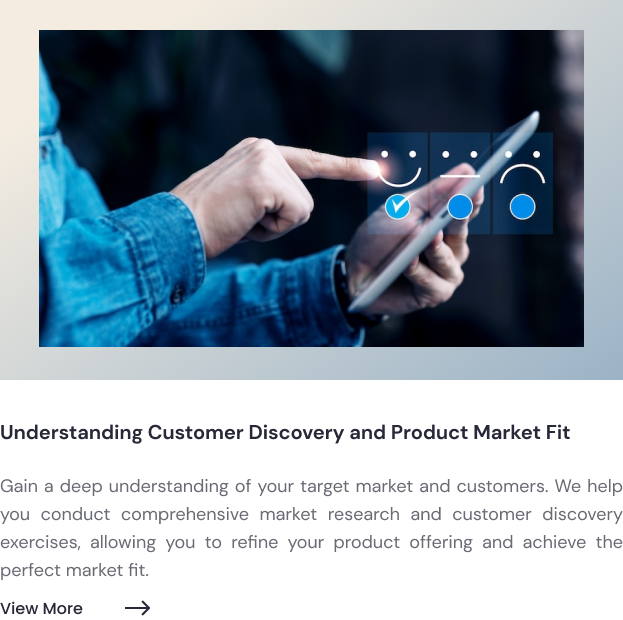 Understanding Customer Discovery and Product Market Fit
Gain a deep understanding of your target market and customers. We help
you conduct comprehensive market research and customer discovery
exercises, allowing you to refine your product offering and achieve the
perfect market fit.
View More